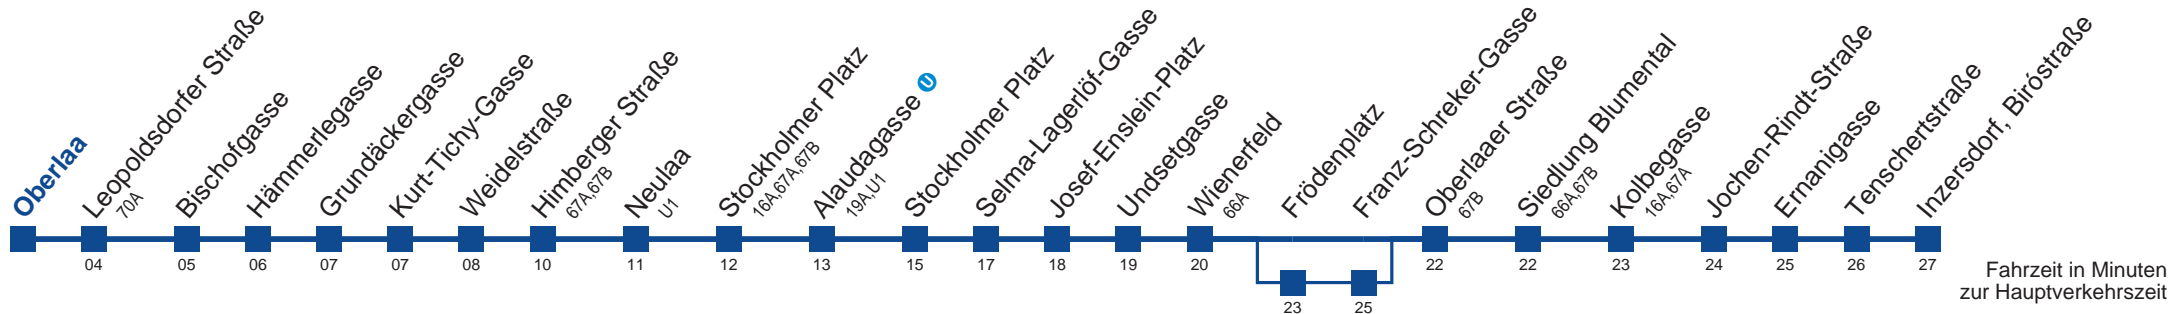 Oberlaa
Leopoldsdorfer Straße
70A
Bischofgasse
Hämmerlegasse
Grundäckergasse
Kurt-Tichy-Gasse
Weidelstraße
Himberger Straße
67A,67B
Neulaa
U1
Stockholmer Platz
16A,67A,67B
Alaudagasse U
19A,U1
Stockholmer Platz
Selma-Lagerlöf-Gasse
Josef-Enslein-Platz
Undsetgasse
Wienerfeld
66A
Frödenplatz
Franz-Schreker-Gasse
Oberlaaer Straße
67B
Siedlung Blumental
66A,67B
Kolbegasse
16A,67A
Jochen-Rindt-Straße
Ernanigasse
Tenschertstraße
Inzersdorf, Biróstraße
04 05 06 07 07 08 10 11 12 13 15 17 18 19 20 22 22 23 24 25 26 27
23 25
Fahrzeit in Minuten
zur Hauptverkehrszeit